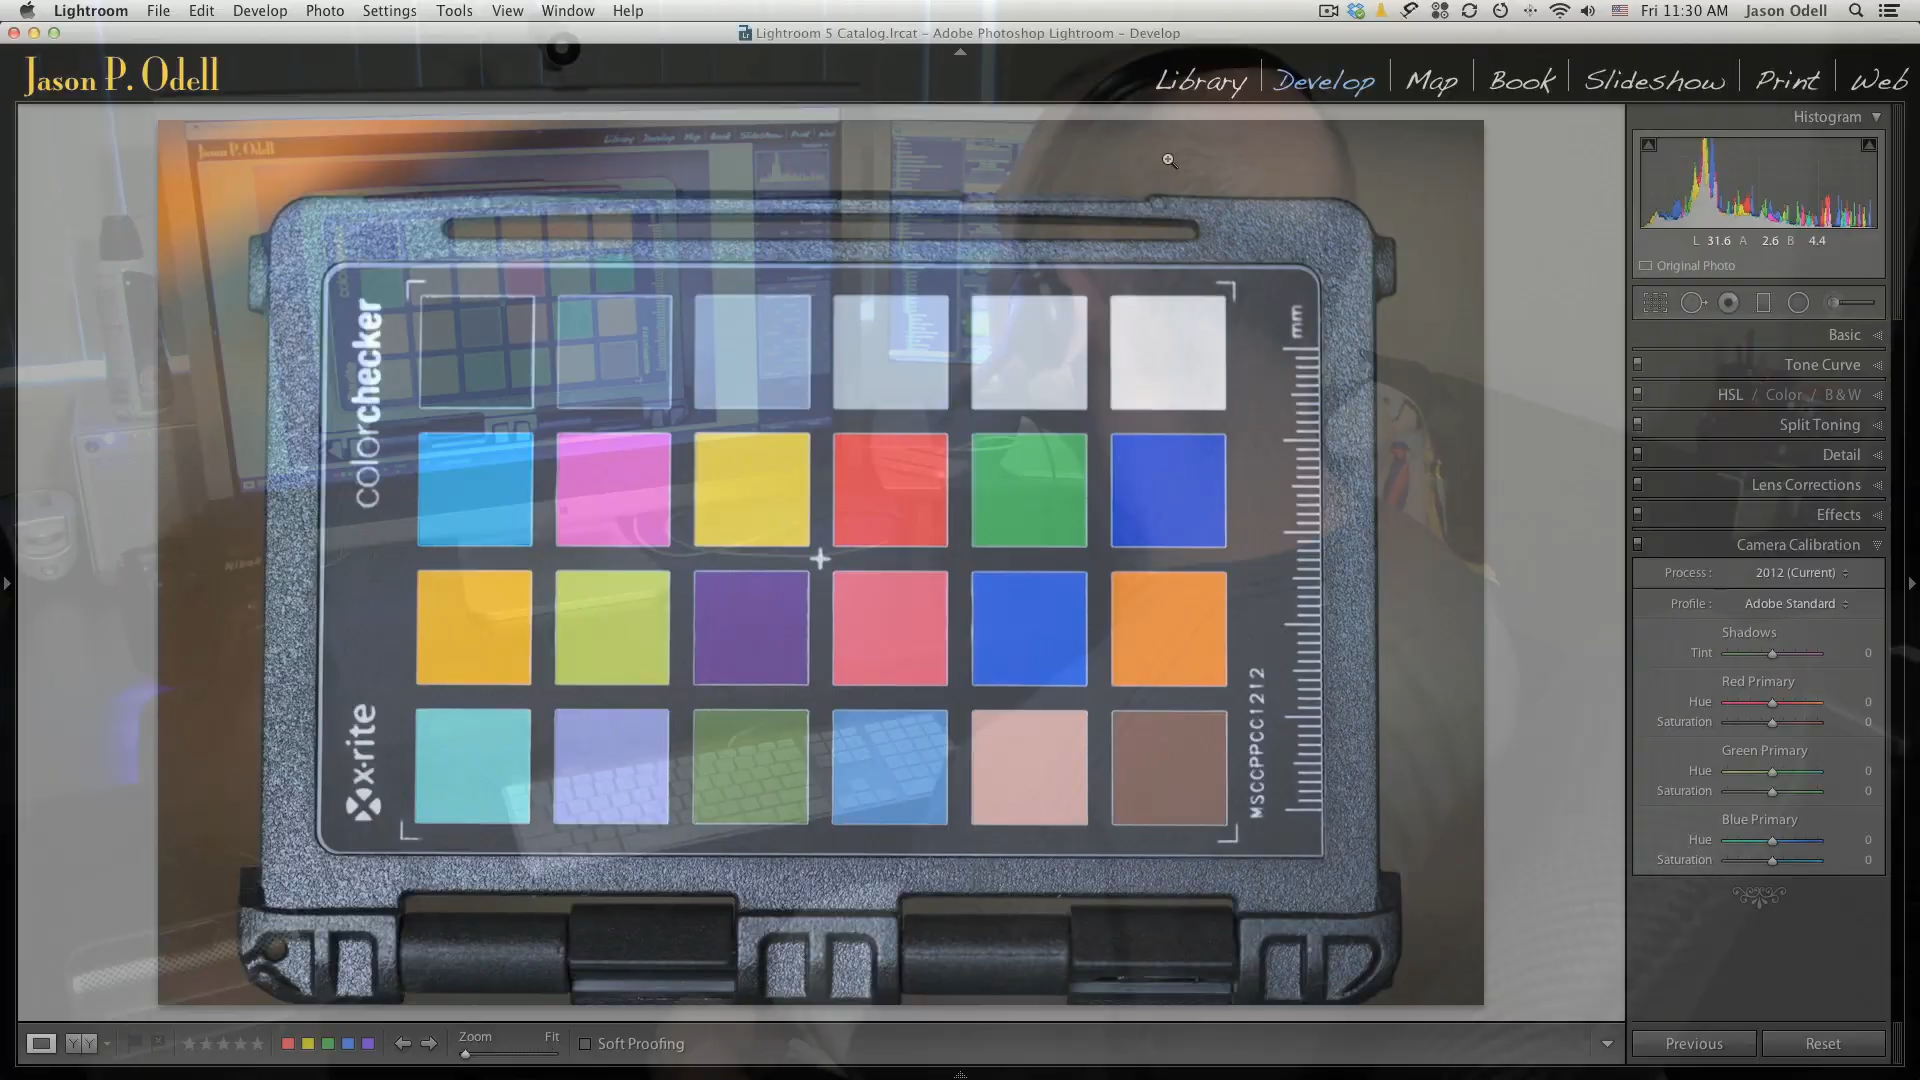 Lightroom File Edit Develop Photo Settings Tools View Window Help Fri 11:30 AM Jason Odell
Lightroom 5 Catalog.lrcat - Adobe Photoshop Lightroom - Develop
Jason P. Odell
Library Develop Map Book Slideshow Print Web
Histogram
L 31.6 A 2.6 B 4.4
Original Photo
Basic
Tone Curve
HSL / Color / B & W
Split Toning
Detail
Lens Corrections
Effects
Camera Calibration
Process : 2012 (Current)
Profile : Adobe Standard
Shadows
Tint 0
Red Primary
Hue 0
Saturation 0
Green Primary
Hue 0
Saturation 0
Blue Primary
Hue 0
Saturation 0
Previous Reset
Jason P. Odell
colorchecker
x-rite
mm
MSCCPPCC1212
Zoom Fit
Soft Proofing